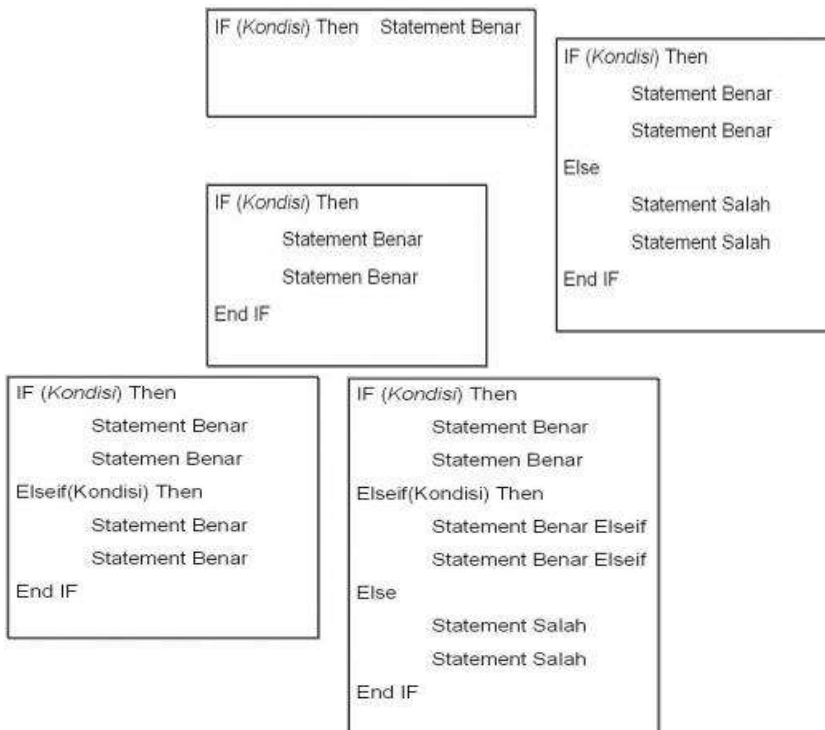 IF (Kondisi) Then Statement Benar
IF (Kondisi) Then
Statement Benar
Statement Benar
Else
Statement Salah
Statement Salah
End IF
IF (Kondisi) Then
Statement Benar
Statemen Benar
End IF
IF (Kondisi) Then
Statement Benar
Statemen Benar
Elseif(Kondisi) Then
Statement Benar
Statement Benar
End IF
IF (Kondisi) Then
Statement Benar
Statemen Benar
Elseif(Kondisi) Then
Statement Benar Elseif
Statement Benar Elseif
Else
Statement Salah
Statement Salah
End IF